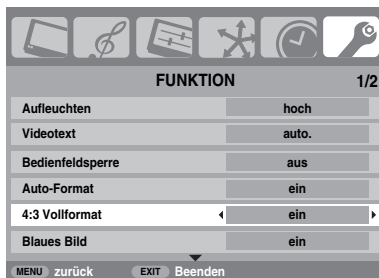 FUNKTION 1/2
Aufleuchten hoch
Videotext auto.
Bedienfeldsperre aus
Auto-Format ein
4:3 Vollformat ein
Blaues Bild ein
MENU zurück EXIT Beenden